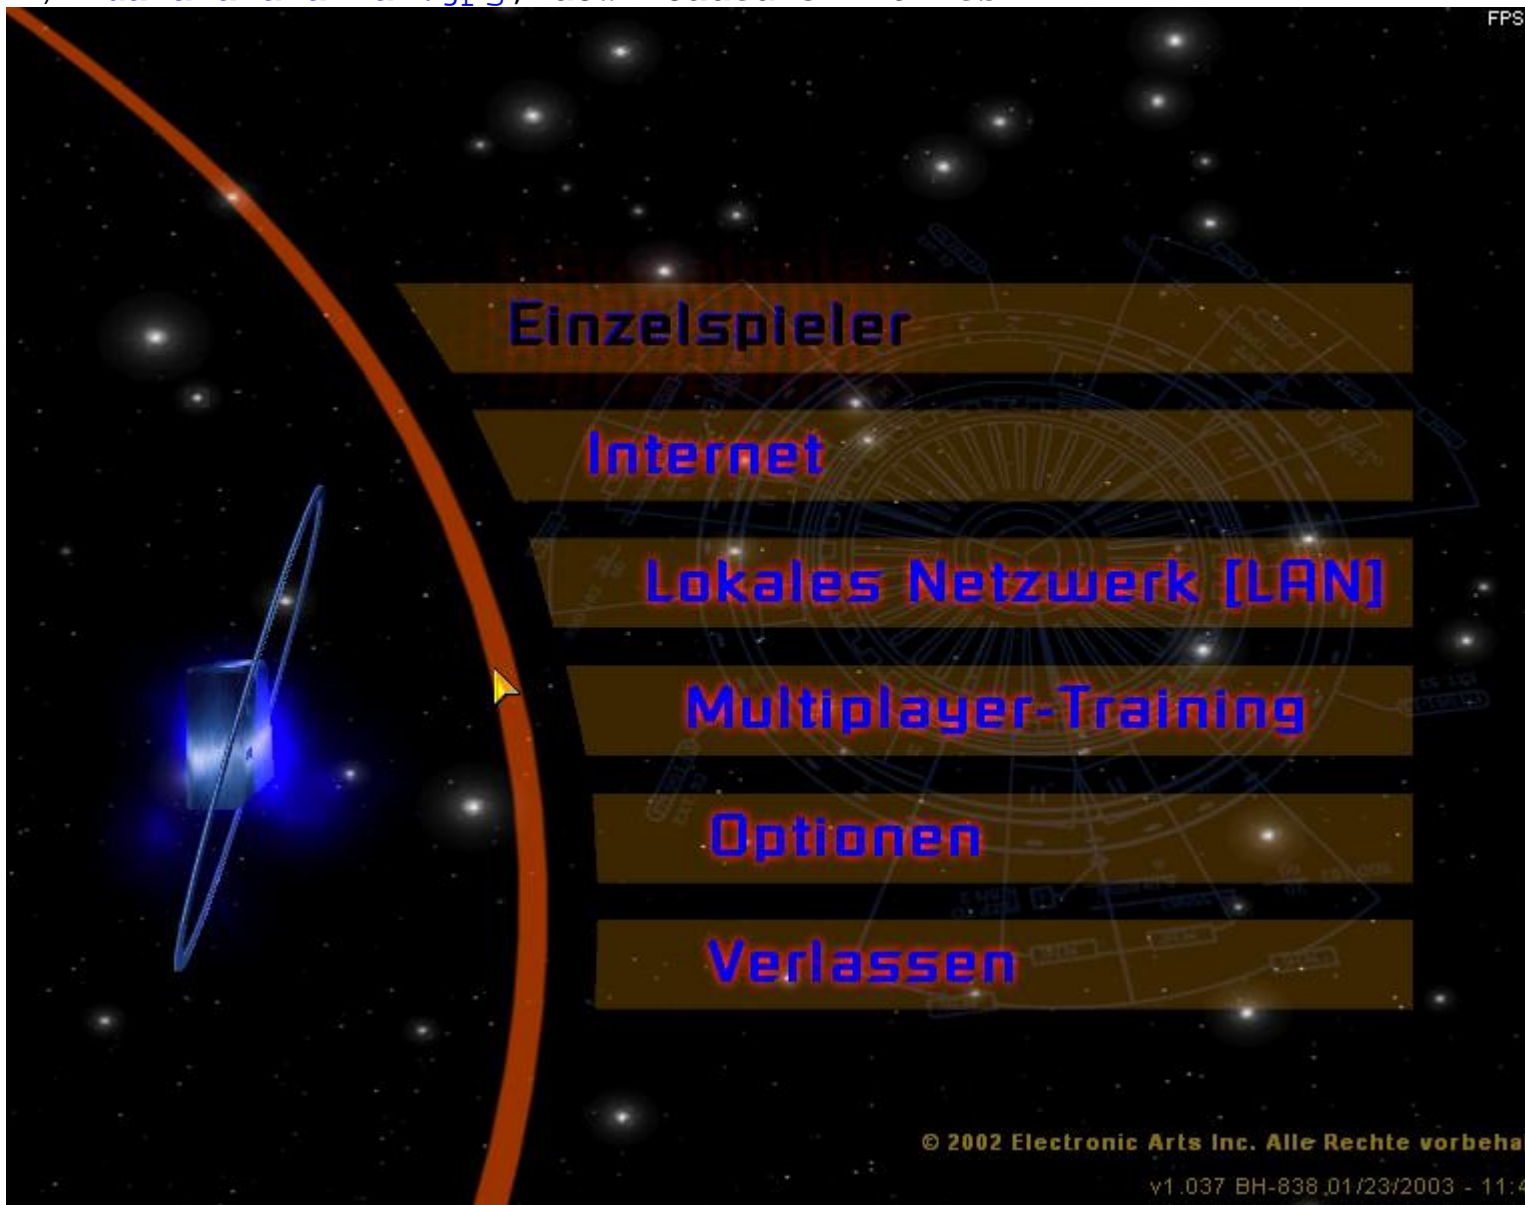 FPS
Einzelspieler
Internet
Lokales Netzwerk [LAN]
Multiplayer-Training
Optionen
Verlassen
© 2002 Electronic Arts Inc. Alle Rechte vorbeha
v1.037 BH-838 01/23/2003 - 11:4